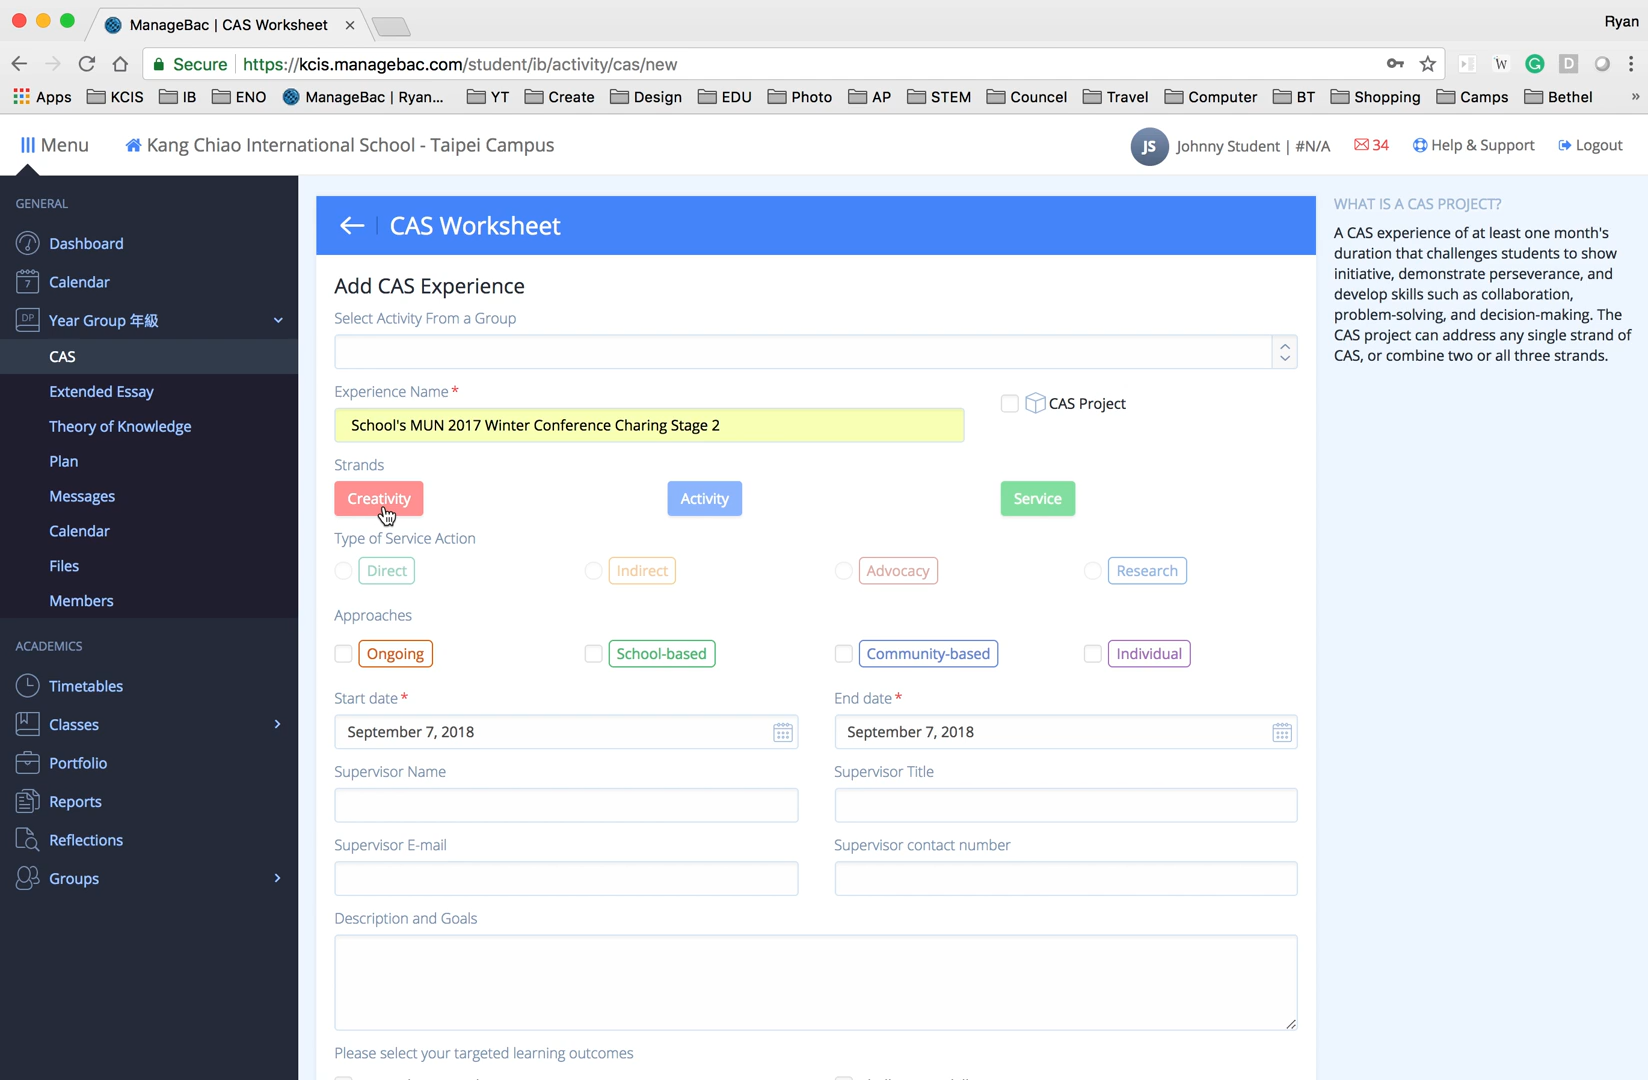 ManageBac | CAS Worksheet
Ryan
Secure
https://kcis.managebac.com/student/ib/activity/cas/new
Apps
KCIS
IB
ENO
ManageBac | Ryan...
YT
Create
Design
EDU
Photo
AP
STEM
Councel
Travel
Computer
BT
Shopping
Camps
Bethel
»
Menu
Kang Chiao International School - Taipei Campus
JS
Johnny Student | #N/A
34
Help & Support
Logout
GENERAL
Dashboard
7
Calendar
DP
Year Group 年級
CAS
Extended Essay
Theory of Knowledge
Plan
Messages
Calendar
Files
Members
ACADEMICS
Timetables
Classes
Portfolio
Reports
Reflections
Groups
CAS Worksheet
Add CAS Experience
Select Activity From a Group
Experience Name *
School's MUN 2017 Winter Conference Charing Stage 2
CAS Project
Strands
Creativity
Activity
Service
Type of Service Action
Direct
Indirect
Advocacy
Research
Approaches
Ongoing
School-based
Community-based
Individual
Start date *
End date *
September 7, 2018
September 7, 2018
Supervisor Name
Supervisor Title
Supervisor E-mail
Supervisor contact number
Description and Goals
Please select your targeted learning outcomes
WHAT IS A CAS PROJECT?
A CAS experience of at least one month's
duration that challenges students to show
initiative, demonstrate perseverance, and
develop skills such as collaboration,
problem-solving, and decision-making. The
CAS project can address any single strand of
CAS, or combine two or all three strands.